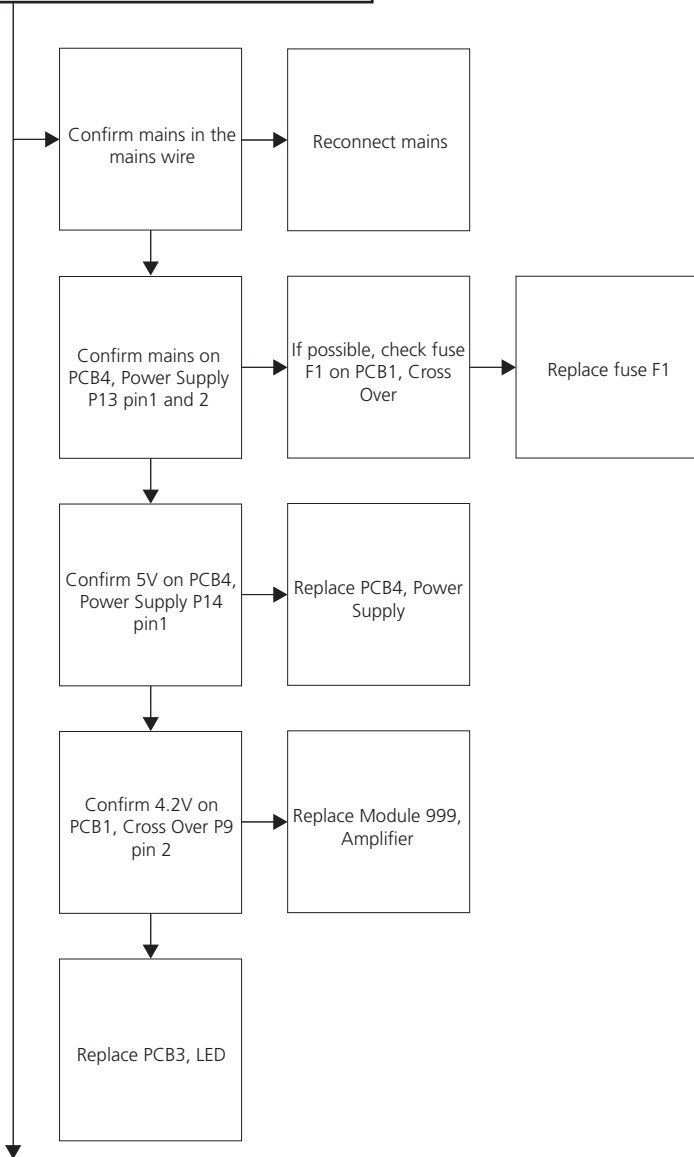 Confirm mains in the
mains wire
Reconnect mains
Confirm mains on
PCB4, Power Supply
P13 pin1 and 2
If possible, check fuse
F1 on PCB1, Cross
Over
Replace fuse F1
Confirm 5V on PCB4,
Power Supply P14
pin1
Replace PCB4, Power
Supply
Confirm 4.2V on
PCB1, Cross Over P9
pin 2
Replace Module 999,
Amplifier
Replace PCB3, LED